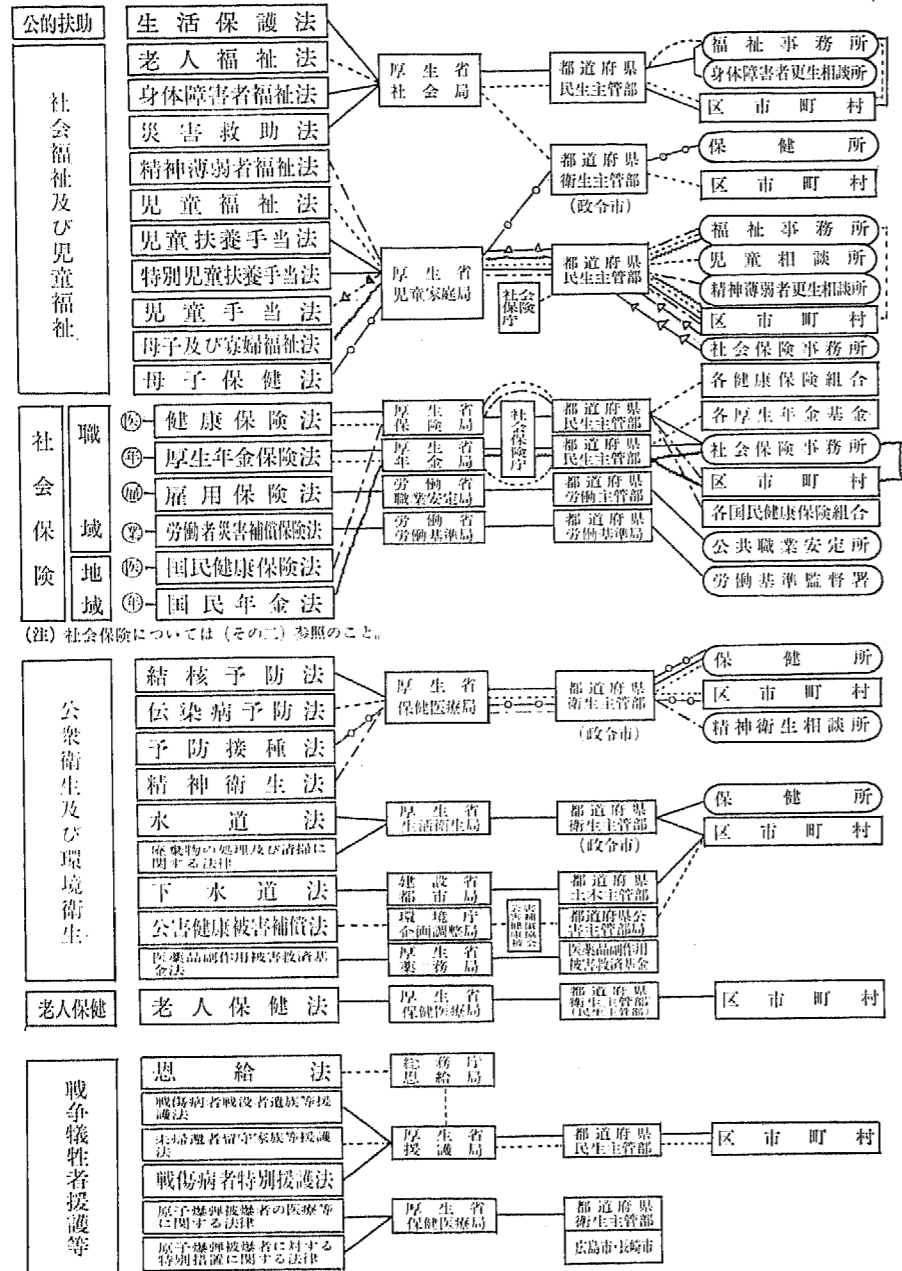 公的扶助
生活保護法
社会福祉及び児童福祉
老人福祉法
身体障害者福祉法
災害救助法
精神薄弱者福祉法
児童福祉法
児童扶養手当法
特別児童扶養手当法
児童手当法
母子及び寡婦福祉法
母子保健法
厚生省
社会局
都道府県
民生主管部
福祉事務所
身体障害者更生相談所
区市町村
都道府県
衛生主管部
(政令市)
保健所
区市町村
厚生省
児童家庭局
社会
保険
庁
都道府県
民生主管部
福祉事務所
児童相談所
精神薄弱者更生相談所
区市町村
社会保険事務所
社会保険
職域
地域
医
健康保険法
年
厚生年金保険法
雇
雇用保険法
業
労働者災害補償保険法
医
国民健康保険法
年
国民年金法
厚生省
保険局
厚生省
年金局
労働省
職業安定局
労働省
労働基準局
社会保険庁
都道府県
民生主管部
都道府県
民生主管部
都道府県
労働主管部
都道府県
労働基準局
各健康保険組合
各厚生年金基金
社会保険事務所
区市町村
各国民健康保険組合
公共職業安定所
労働基準監督署
(注) 社会保険については(その二)参照のこと。
公衆衛生及び環境衛生
結核予防法
伝染病予防法
予防接種法
精神衛生法
水道法
廃棄物の処理及び清掃に
関する法律
下水道法
公害健康被害補償法
医薬品副作用被害救済基
金法
厚生省
保健医療局
都道府県
衛生主管部
(政令市)
保健所
区市町村
精神衛生相談所
厚生省
生活衛生局
都道府県
衛生主管部
(政令市)
保健所
区市町村
建設省
都市局
都道府県
土木主管部
環境庁
企画調整局
公害健康被害補償協会
都道府県公
害主管部局
厚生省
薬務局
医薬品副作用
被害救済基金
老人保健
老人保健法
厚生省
保健医療局
都道府県
衛生主管部
(民生主管部)
区市町村
戦争犠牲者援護等
恩給法
戦傷病者戦没者遺族等援
護法
未帰還者留守家族等援護
法
戦傷病者特別援護法
原子爆弾被爆者の医療等
に関する法律
原子爆弾被爆者に対する
特別措置に関する法律
総務庁
恩給局
厚生省
援護局
都道府県
民生主管部
区市町村
厚生省
保健医療局
都道府県
衛生主管部
広島市・長崎市